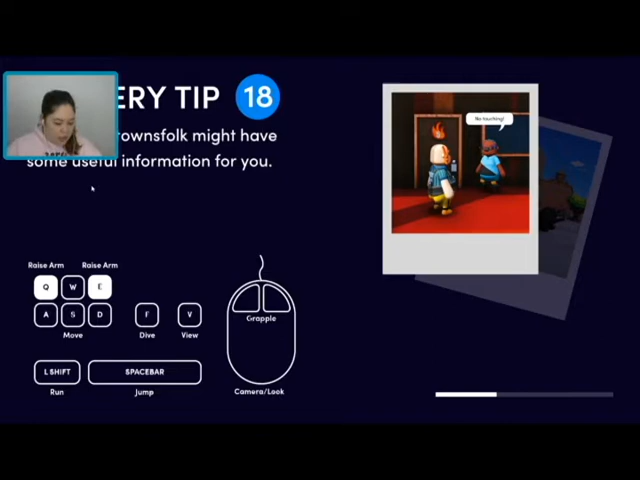 ERY TIP 18
rownsfolk might have
some useful information for you.
No touching!
Raise Arm Raise Arm
Q W E
A S D F V
Move Dive View
Grapple
L SHIFT SPACEBAR
Run Jump Camera/Look